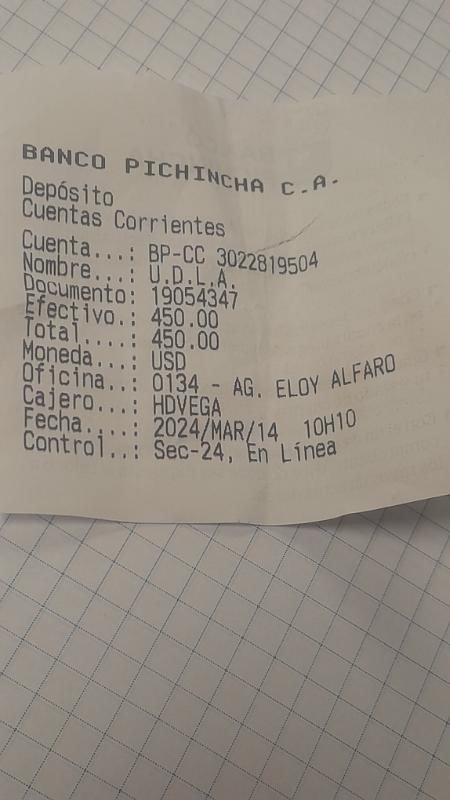 BANCO PICHINCHA C.A.
Depósito
Cuentas Corrientes
Cuenta...: BP-CC 3022819504
Nombre...: U.D.L.A.
Documento: 19054347
Efectivo.: 450.00
Total....: 450.00
Moneda...: USD
Oficina..: 0134 - AG. ELOY ALFARO
Cajero...: HDVEGA
Fecha....: 2024/MAR/14 10H10
Control..: Sec-24, En Línea